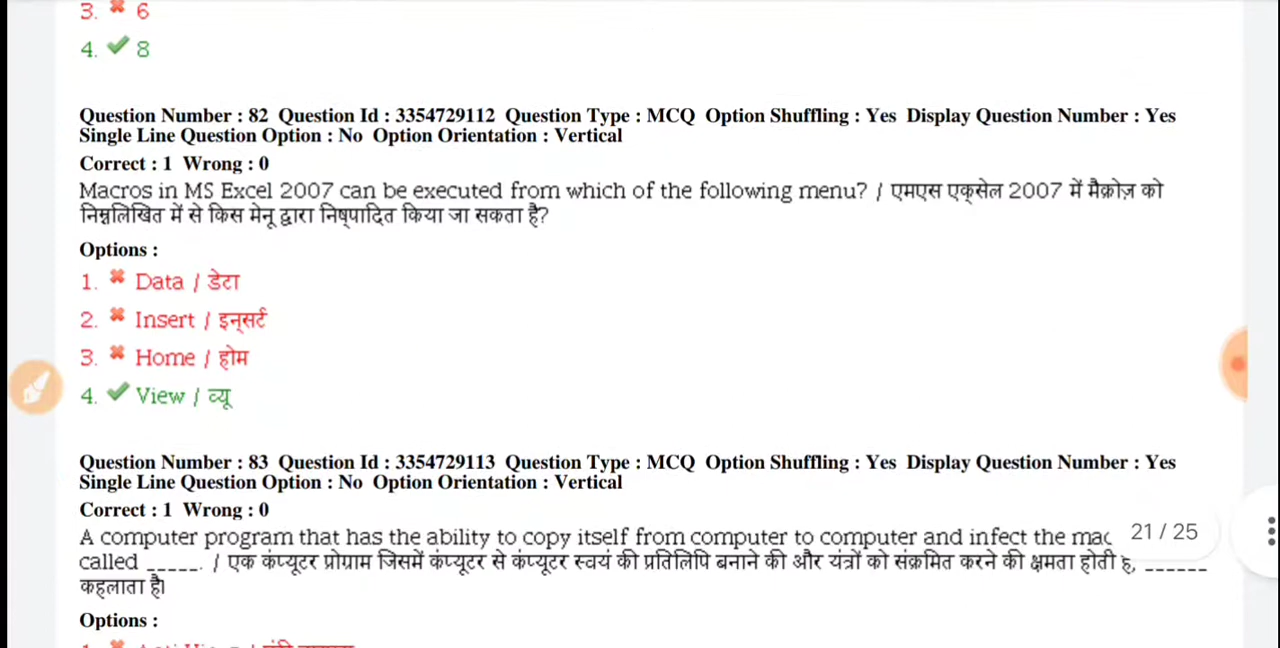 3. 6
4. 8
Question Number : 82 Question Id : 3354729112 Question Type : MCQ Option Shuffling : Yes Display Question Number : Yes
Single Line Question Option : No Option Orientation : Vertical
Correct : 1 Wrong : 0
Macros in MS Excel 2007 can be executed from which of the following menu? / एमएस एक्सेल 2007 में मैक्रोज़ को
निम्नलिखित में से किस मेनू द्वारा निष्पादित किया जा सकता है?
Options :
1. Data / डेटा
2. Insert / इन्सर्ट
3. Home / होम
4. View / व्यू
Question Number : 83 Question Id : 3354729113 Question Type : MCQ Option Shuffling : Yes Display Question Number : Yes
Single Line Question Option : No Option Orientation : Vertical
Correct : 1 Wrong : 0
A computer program that has the ability to copy itself from computer to computer and infect the mac
21 / 25
called _____. / एक कंप्यूटर प्रोग्राम जिसमें कंप्यूटर से कंप्यूटर स्वयं की प्रतिलिपि बनाने की और यंत्रों को संक्रमित करने की क्षमता होती है, ______
कहलाता है।
Options :